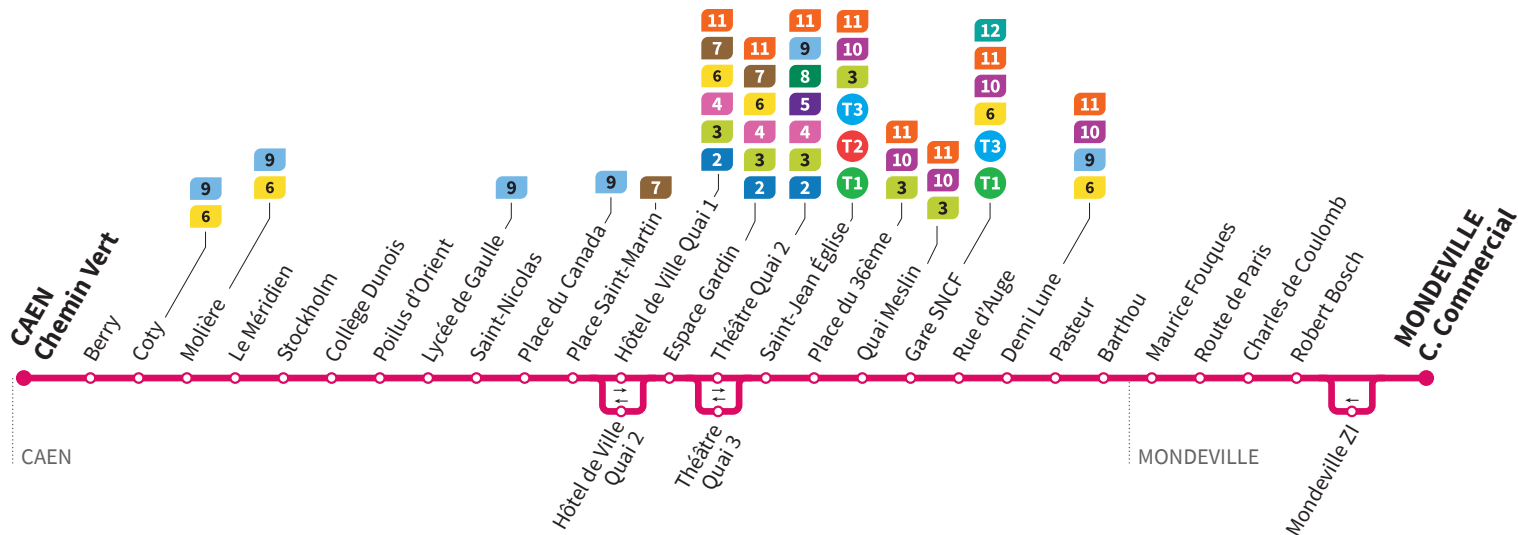 11
7
6
4
3
2
11
7
6
4
3
2
11
9
8
5
4
3
2
11
10
3
T3
T2
T1
11
10
3
11
10
3
12
11
10
6
T3
T1
11
10
9
6
9
6
9
6
9
9
7
CAEN
Chemin Vert
Berry
Coty
Molière
Le Méridien
Stockholm
Collège Dunois
Poilus d'Orient
Lycée de Gaulle
Saint-Nicolas
Place du Canada
Place Saint-Martin
Hôtel de Ville Quai 1
Espace Gardin
Théâtre Quai 2
Saint-Jean Église
Place du 36ème
Quai Meslin
Gare SNCF
Rue d'Auge
Demi Lune
Pasteur
Barthou
Maurice Fouques
Route de Paris
Charles de Coulomb
Robert Bosch
MONDEVILLE
C. Commercial
Hôtel de Ville
Quai 2
Théâtre
Quai 3
Mondeville ZI
CAEN
MONDEVILLE